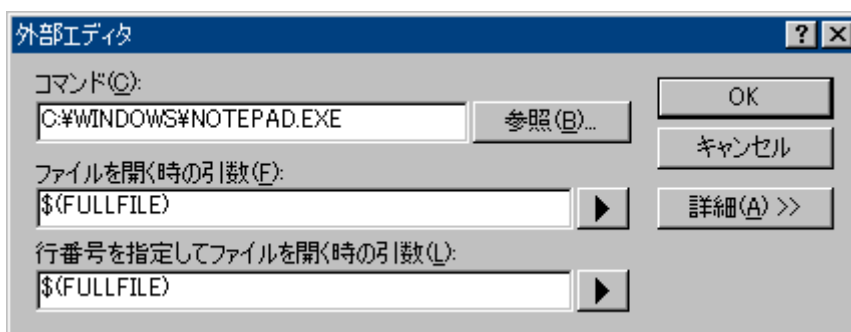 外部エディタ
コマンド(C):
C:¥WINDOWS¥NOTEPAD.EXE
参照(B)...
OK
キャンセル
ファイルを開く時の引数(F):
$(FULLFILE)
詳細(A) >>
行番号を指定してファイルを開く時の引数(L):
$(FULLFILE)